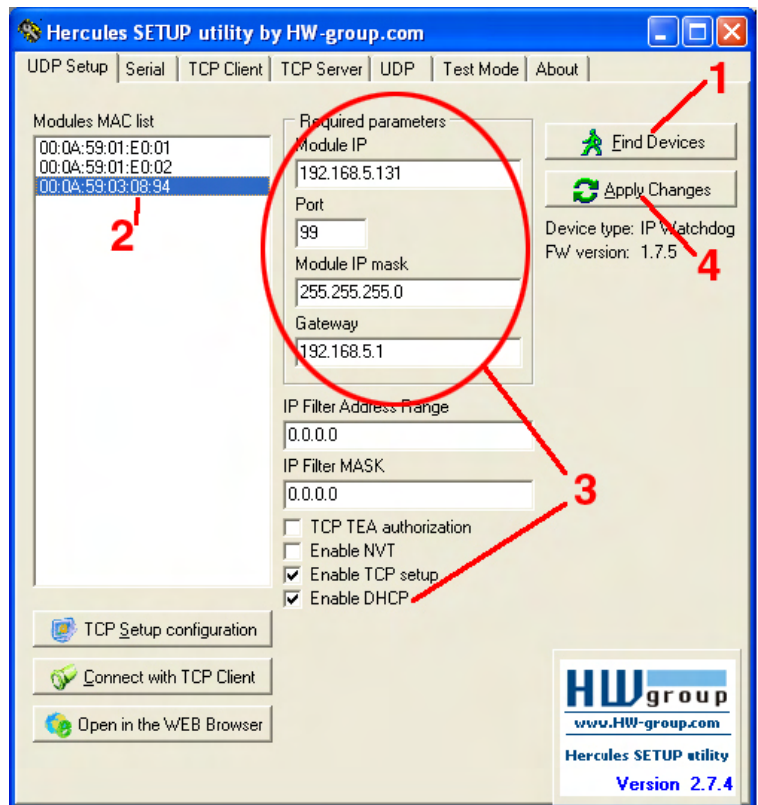 Hercules SETUP utility by HW-group.com
UDP Setup Serial TCP Client TCP Server UDP Test Mode About
1
Modules MAC list
00:0A:59:01:E0:01
00:0A:59:01:E0:02
00:0A:59:03:08:94
2
Required parameters
Module IP
192.168.5.131
Port
99
Module IP mask
255.255.255.0
Gateway
192.168.5.1
IP Filter Address Range
0.0.0.0
IP Filter MASK
0.0.0.0
3
TCP TEA authorization
Enable NVT
Enable TCP setup
Enable DHCP
Find Devices
Apply Changes
Device type: IP Watchdog
FW version: 1.7.5
4
TCP Setup configuration
Connect with TCP Client
Open in the WEB Browser
HW group
www.HW-group.com
Hercules SETUP utility
Version 2.7.4